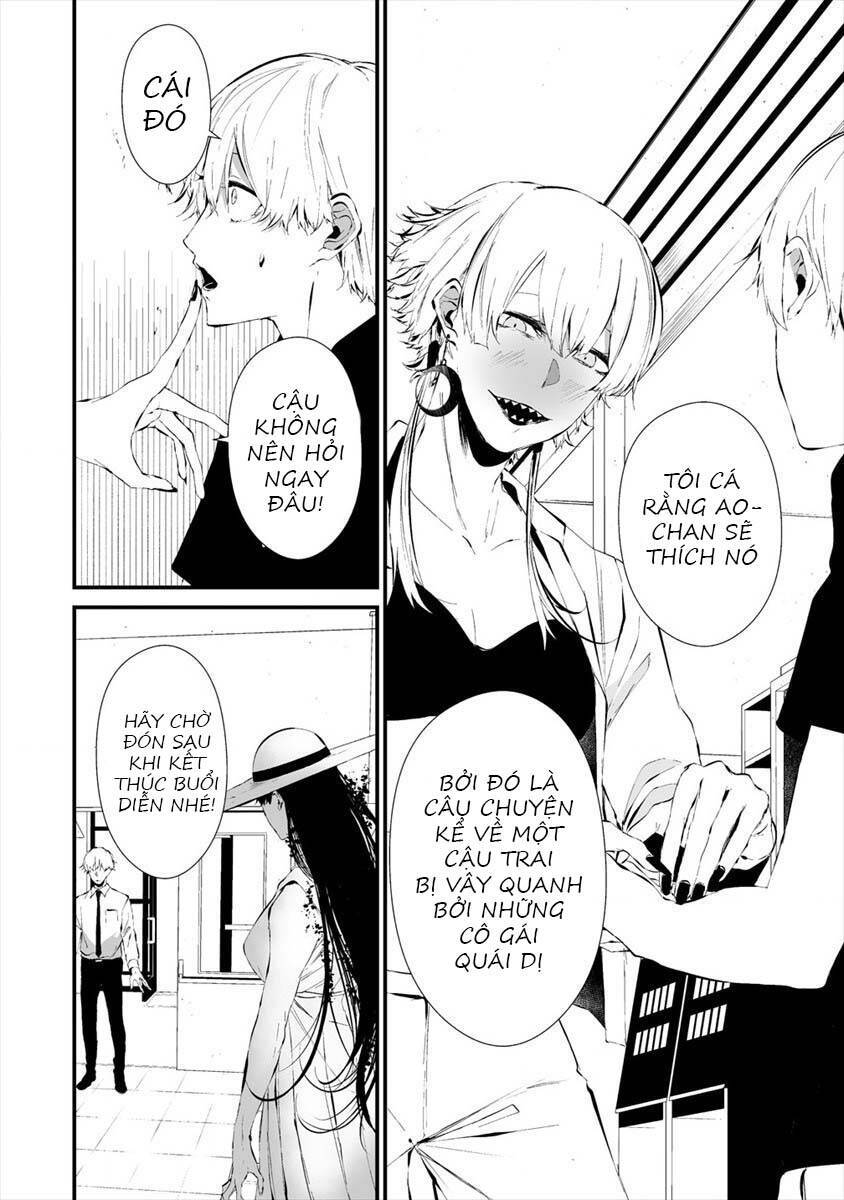 TÔI CÁ
RẰNG AO-
CHAN SẼ
THÍCH NÓ
BỞI ĐÓ LÀ
CÂU CHUYỆN
KỂ VỀ MỘT
CẬU TRAI
BỊ VÂY QUANH
BỞI NHỮNG
CÔ GÁI
QUÁI DỊ
CÁI
ĐÓ
CẬU
KHÔNG
NÊN HỎI
NGAY
ĐÂU!
HÃY CHỜ
ĐÓN SAU
KHI KẾT
THÚC BUỔI
DIỄN NHÉ!